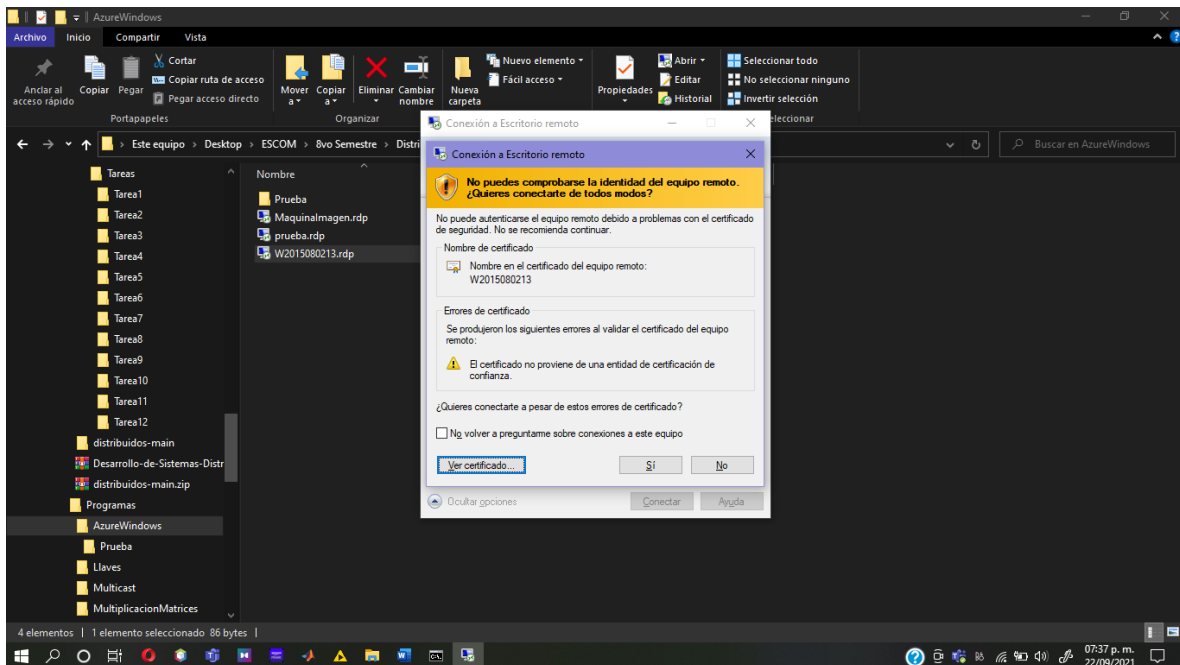 AzureWindows
Archivo Inicio Compartir Vista
Anclar al acceso rápido
Copiar
Pegar
Cortar
Copiar ruta de acceso
Pegar acceso directo
Portapapeles
Mover a
Copiar a
Eliminar
Cambiar nombre
Organizar
Nueva carpeta
Nuevo elemento
Fácil acceso
Propiedades
Abrir
Editar
Historial
Seleccionar todo
No seleccionar ninguno
Invertir selección
eleccionar
Este equipo > Desktop > ESCOM > 8vo Semestre > Distri
Buscar en AzureWindows
Tareas
Tarea1
Tarea2
Tarea3
Tarea4
Tarea5
Tarea6
Tarea7
Tarea8
Tarea9
Tarea10
Tarea11
Tarea12
distribuidos-main
Desarrollo-de-Sistemas-Distr
distribuidos-main.zip
Programas
AzureWindows
Prueba
Llaves
Multicast
MultiplicacionMatrices
Nombre
Prueba
MaquinaImagen.rdp
prueba.rdp
W2015080213.rdp
Conexión a Escritorio remoto
Conexión a Escritorio remoto
No puedes comprobarse la identidad del equipo remoto.
¿Quieres conectarte de todos modos?
No puede autenticarse el equipo remoto debido a problemas con el certificado
de seguridad. No se recomienda continuar.
Nombre de certificado
Nombre en el certificado del equipo remoto:
W2015080213
Errores de certificado
Se produjeron los siguientes errores al validar el certificado del equipo
remoto:
El certificado no proviene de una entidad de certificación de
confianza.
¿Quieres conectarte a pesar de estos errores de certificado?
No volver a preguntarme sobre conexiones a este equipo
Ver certificado...
Sí
No
Ocultar opciones
Conectar
Ayuda
4 elementos | 1 elemento seleccionado 86 bytes |
07:37 p. m.
22/09/2021